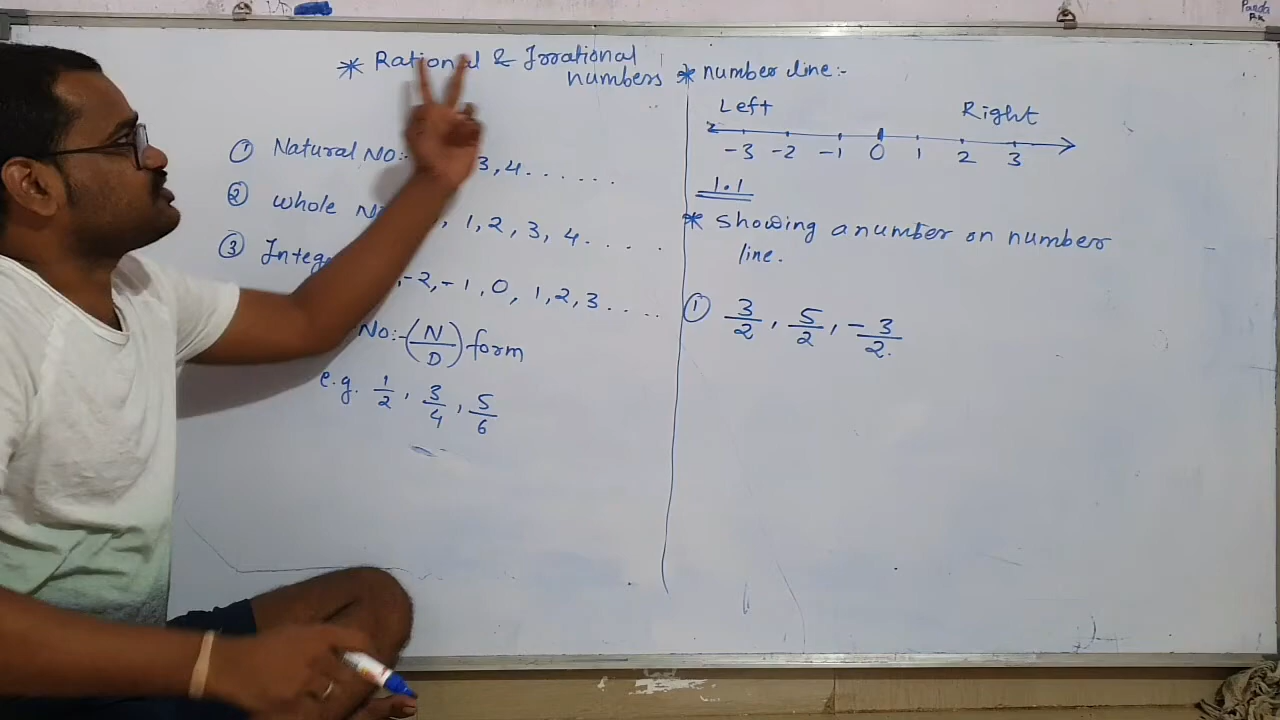 * Rational & Irrational
numbers
① Natural No:- 3, 4 . . . . . .
② whole 1, 2, 3, 4 . . . .
③
-2, -1, 0, 1, 2, 3 . . . .
No:- (N/D) form
e.g. 1/2, 3/4, 5/6
* number line:-
Left Right
-3 -2 -1 0 1 2 3
1.1
* showing a number on number
line.
① 3/2, 5/2, -3/2.
Panda